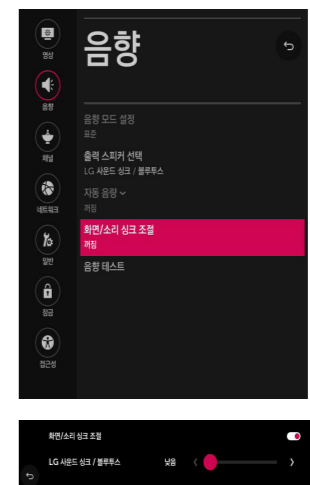 음향
영상
음향
채널
네트워크
일반
잠금
접근성
음향 모드 설정
표준
출력 스피커 선택
LG 사운드 싱크 / 블루투스
자동 음량
꺼짐
화면/소리 싱크 조절
꺼짐
음향 테스트
화면/소리 싱크 조절
LG 사운드 싱크 / 블루투스 낮음